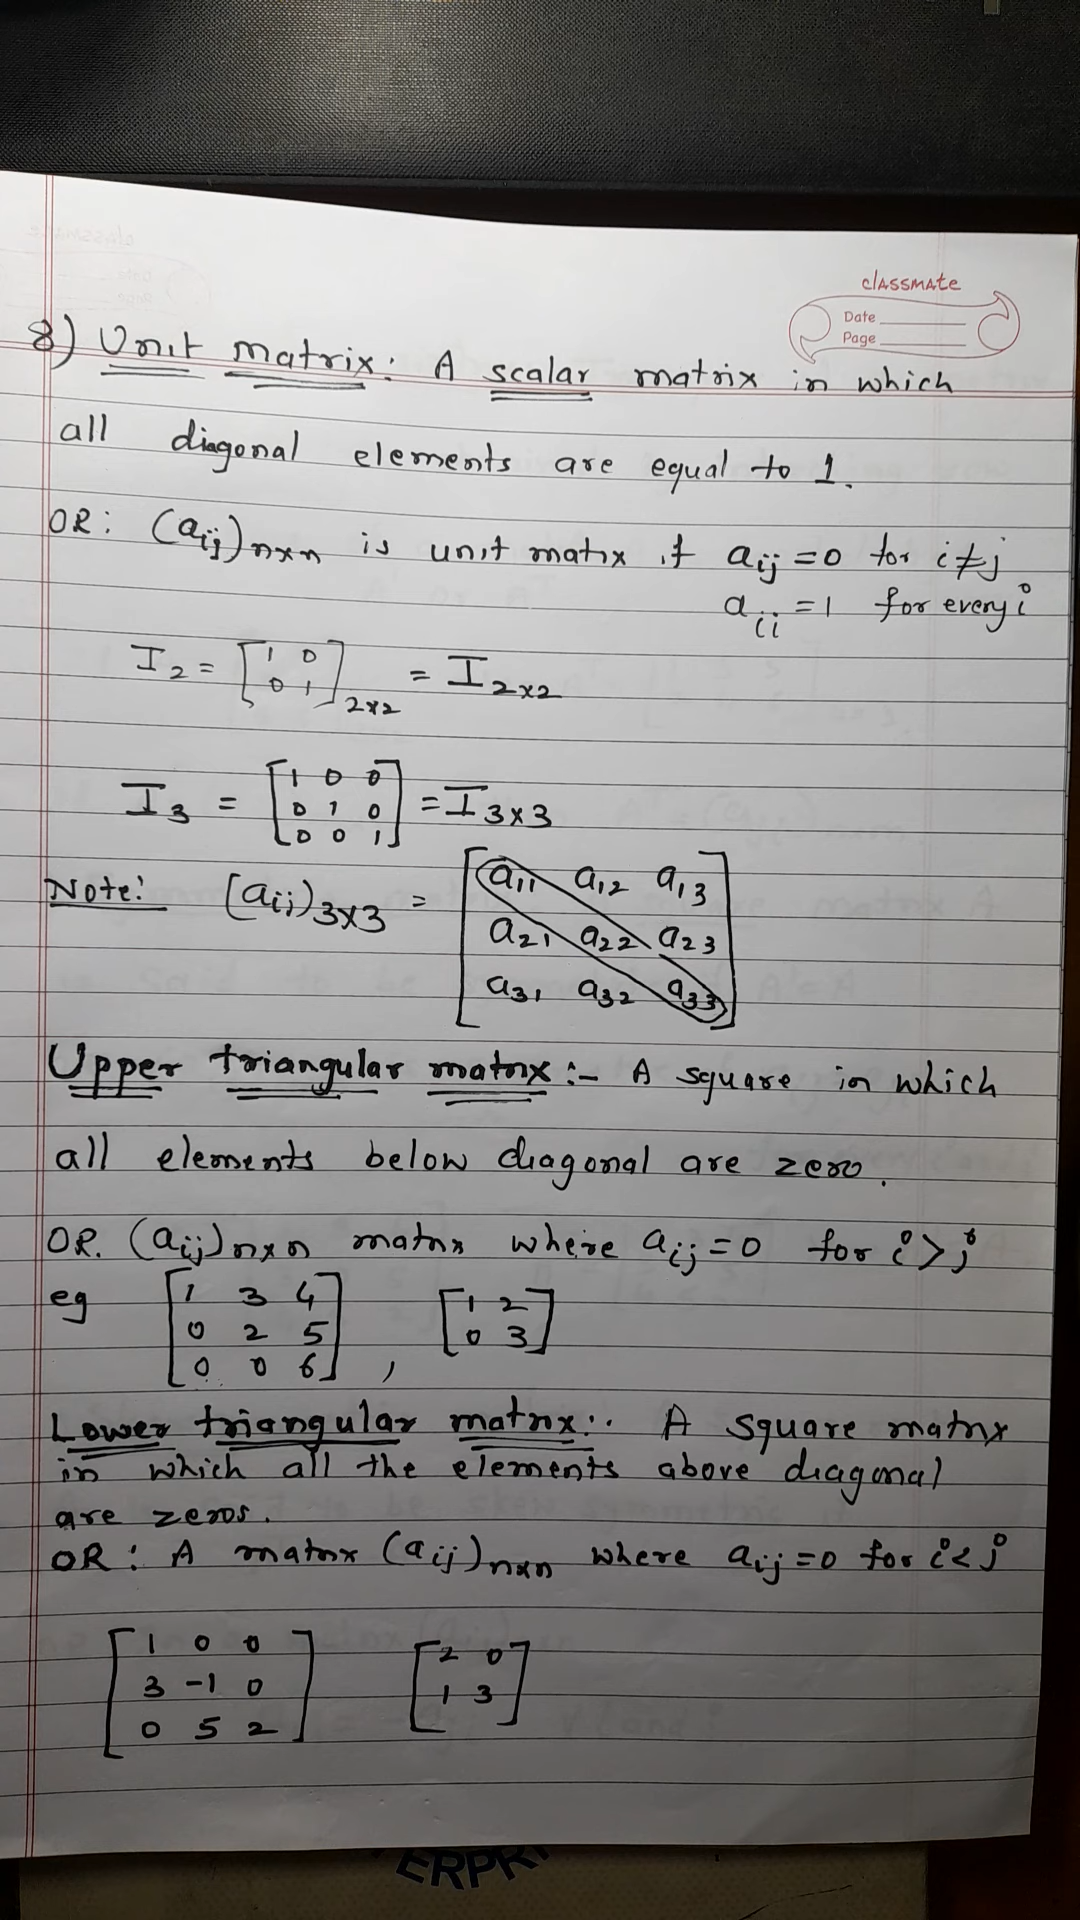 classmate
Date
Page
8) Unit matrix: A scalar matrix in which
all diagonal elements are equal to 1.
OR: (aij)n×n is unit matix if aij = 0 for i≠j
aii = 1 for every i
I2 = [1 0
0 1]2×2 = I2×2
I3 = [1 0 0
0 1 0
0 0 1] = I3×3
Note: (aij)3×3 = [a11 a12 a13
a21 a22 a23
a31 a32 a33]
Upper triangular matrix :- A square in which
all elements below diagonal are zero.
OR. (aij)n×n matrix where aij = 0 for i > j
eg [1 3 4
0 2 5
0 0 6] , [1 2
0 3]
Lower triangular matrix:. A square matrix
in which all the elements above diagonal
are zeros.
OR : A matrix (aij)n×n where aij = 0 for i < j
[1 0 0
3 -1 0
0 5 2] [2 0
1 3]
ERPR